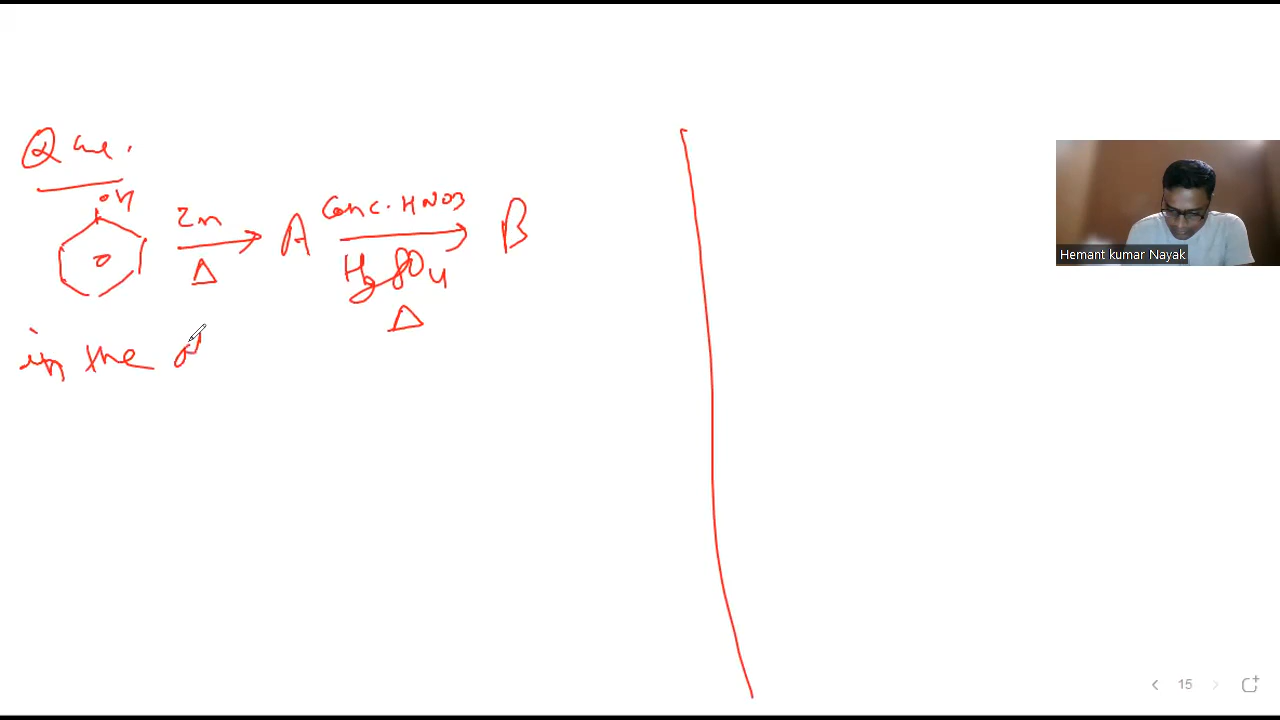 Que.
OH
Zn
Δ
A
Conc. HNO3
H2SO4
Δ
B
in the
Hemant kumar Nayak
15